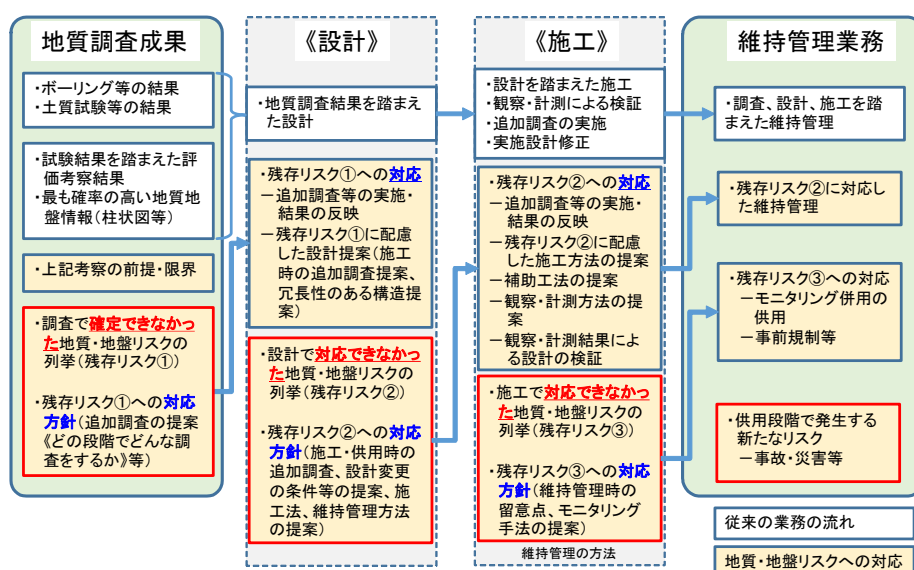 地質調査成果
・ボーリング等の結果
・土質試験等の結果
・試験結果を踏まえた評
価考察結果
・最も確率の高い地質地
盤情報(柱状図等)
・上記考察の前提・限界
・調査で確定できなかっ
た地質・地盤リスクの
列挙(残存リスク①)
・残存リスク①への対応
方針(追加調査の提案
《どの段階でどんな調
査をするか》等)
《設計》
・地質調査結果を踏まえ
た設計
・残存リスク①への対応
－追加調査等の実施・
結果の反映
－残存リスク①に配慮
した設計提案(施工
時の追加調査提案、
冗長性のある構造提
案)
・設計で対応できなかっ
た地質・地盤リスクの
列挙(残存リスク②)
・残存リスク②への対応
方針(施工・供用時の
追加調査、設計変更
の条件等の提案、施
工法、維持管理方法
の提案)
《施工》
・設計を踏まえた施工
・観察・計測による検証
・追加調査の実施
・実施設計修正
・残存リスク②への対応
－追加調査等の実施・
結果の反映
－残存リスク②に配慮
した施工方法の提案
－補助工法の提案
－観察・計測方法の提
案
－観察・計測結果によ
る設計の検証
・施工で対応できなかっ
た地質・地盤リスクの
列挙(残存リスク③)
・残存リスク③への対応
方針(維持管理時の
留意点、モニタリング
手法の提案)
維持管理の方法
維持管理業務
・調査、設計、施工を踏
まえた維持管理
・残存リスク②に対応し
た維持管理
・残存リスク③への対応
－モニタリング併用の
供用
－事前規制等
・供用段階で発生する
新たなリスク
－事故・災害等
従来の業務の流れ
地質・地盤リスクへの対応